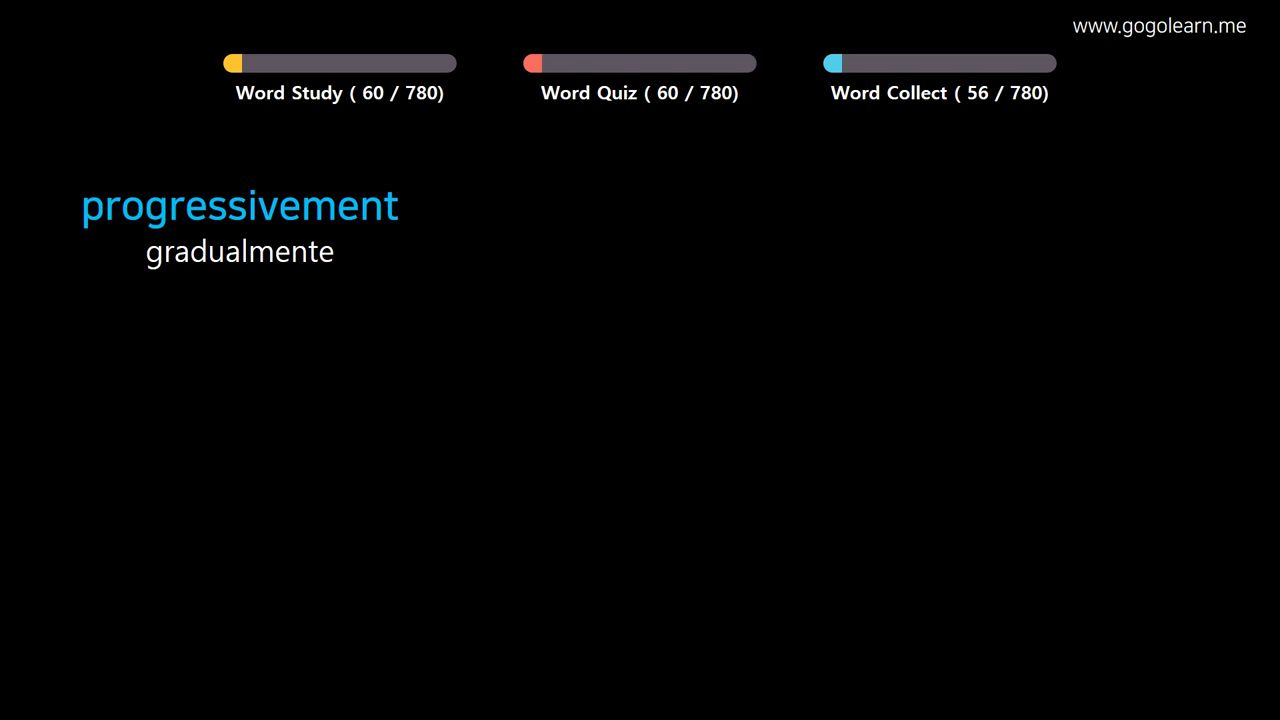 www.gogolearn.me
Word Study ( 60 / 780)
Word Quiz ( 60 / 780)
Word Collect ( 56 / 780)
progressivement
gradualmente